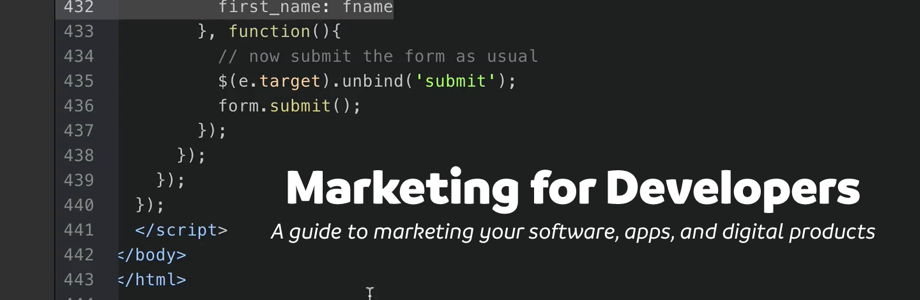 432 first_name: fname
433 }, function(){
434 // now submit the form as usual
435 $(e.target).unbind('submit');
436 form.submit();
437 });
438 });
439 });
440 });
441 </script>
442 </body>
443 </html>
Marketing for Developers
A guide to marketing your software, apps, and digital products